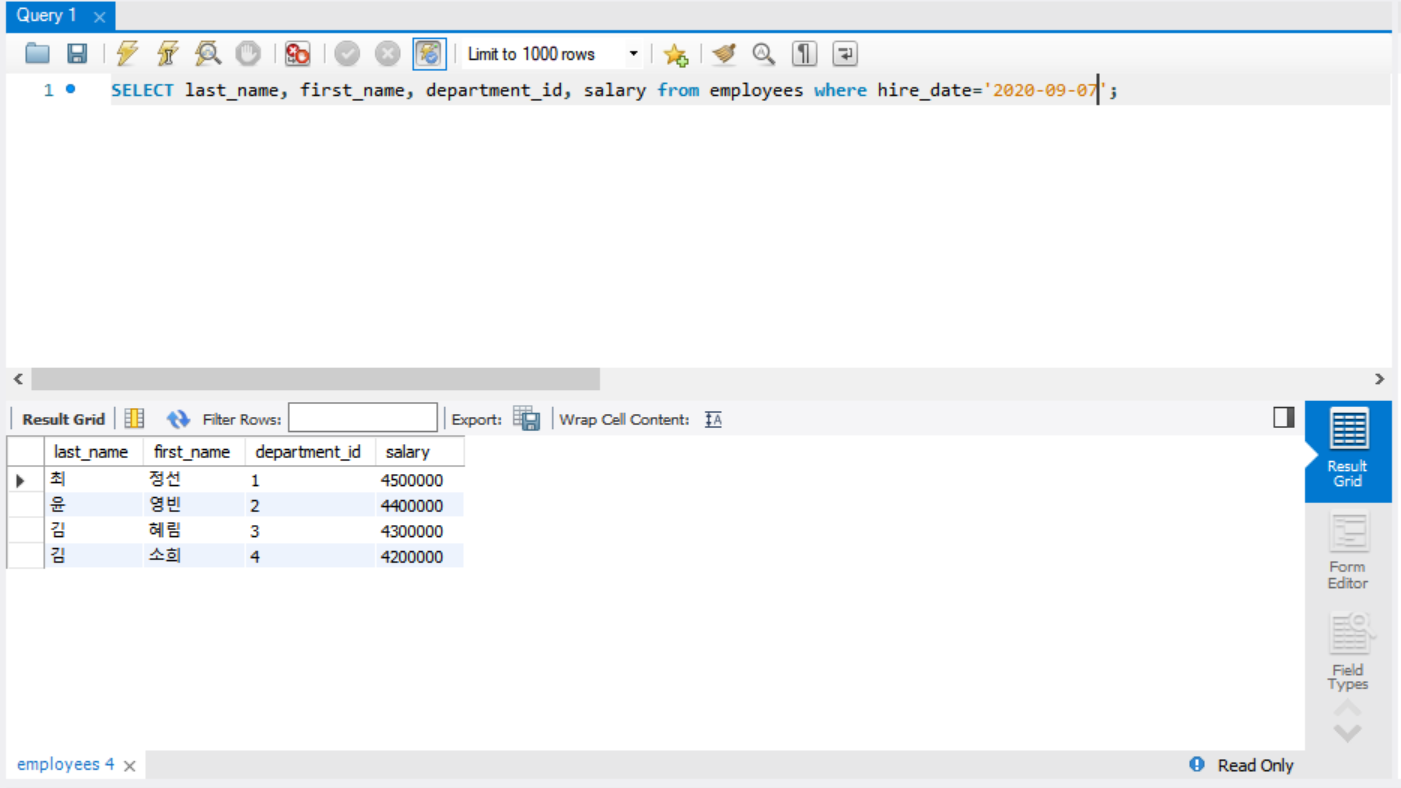 Query 1
Limit to 1000 rows
1 SELECT last_name, first_name, department_id, salary from employees where hire_date='2020-09-07';
Result Grid Filter Rows: Export: Wrap Cell Content:
last_name first_name department_id salary
최 정선 1 4500000
윤 영빈 2 4400000
김 혜림 3 4300000
김 소희 4 4200000
Result
Grid
Form
Editor
Field
Types
employees 4 Read Only